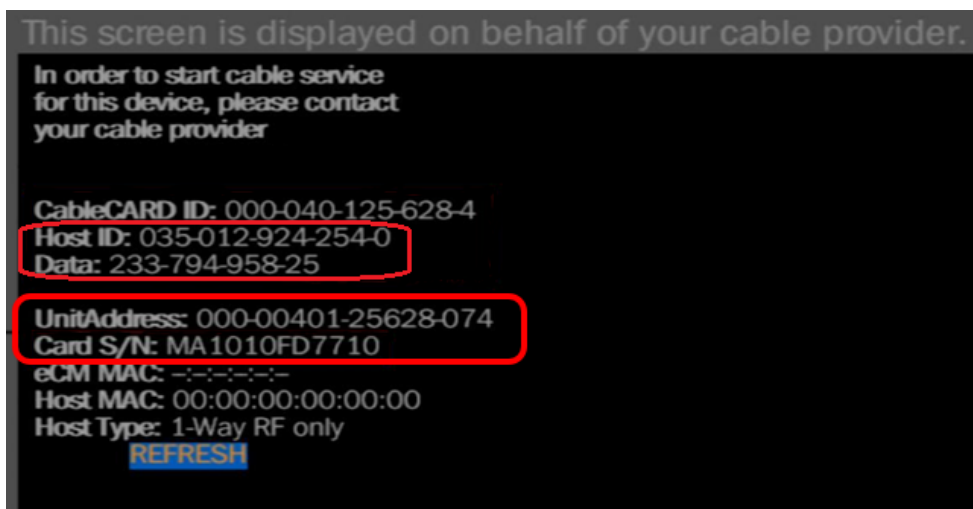 This screen is displayed on behalf of your cable provider.
In order to start cable service
for this device, please contact
your cable provider
CableCARD ID: 000-040-125-628-4
Host ID: 035-012-924-254-0
Data: 233-794-958-25
UnitAddress: 000-00401-25628-074
Card S/N: MA1010FD7710
eCM MAC: –:–:–:–:–:–
Host MAC: 00:00:00:00:00:00
Host Type: 1-Way RF only
REFRESH